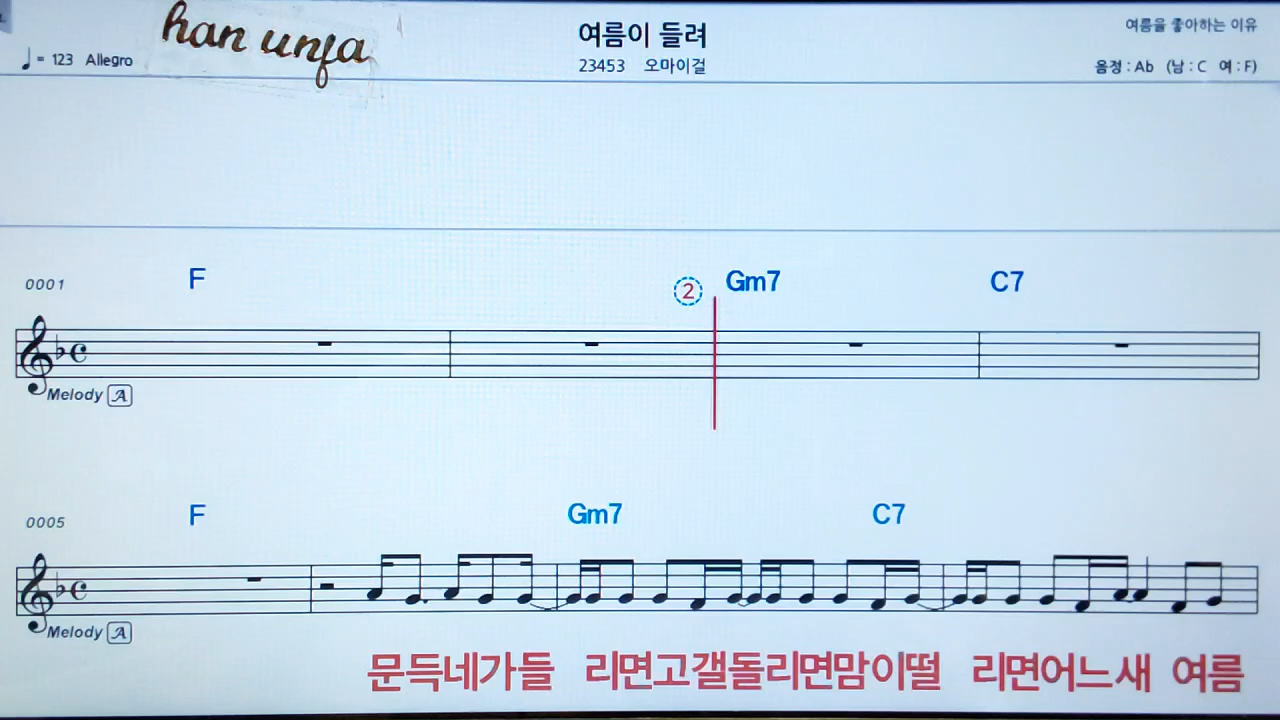 han unfa
여름이 들려
여름을 좋아하는 이유
♩= 123 Allegro
23453 오마이걸
음정 : Ab (남 : C 여 : F)
0001 F ② Gm7 C7
Melody A
0005 F Gm7 C7
Melody A
문득네가들 리면고갤돌리면맘이떨 리면어느새 여름